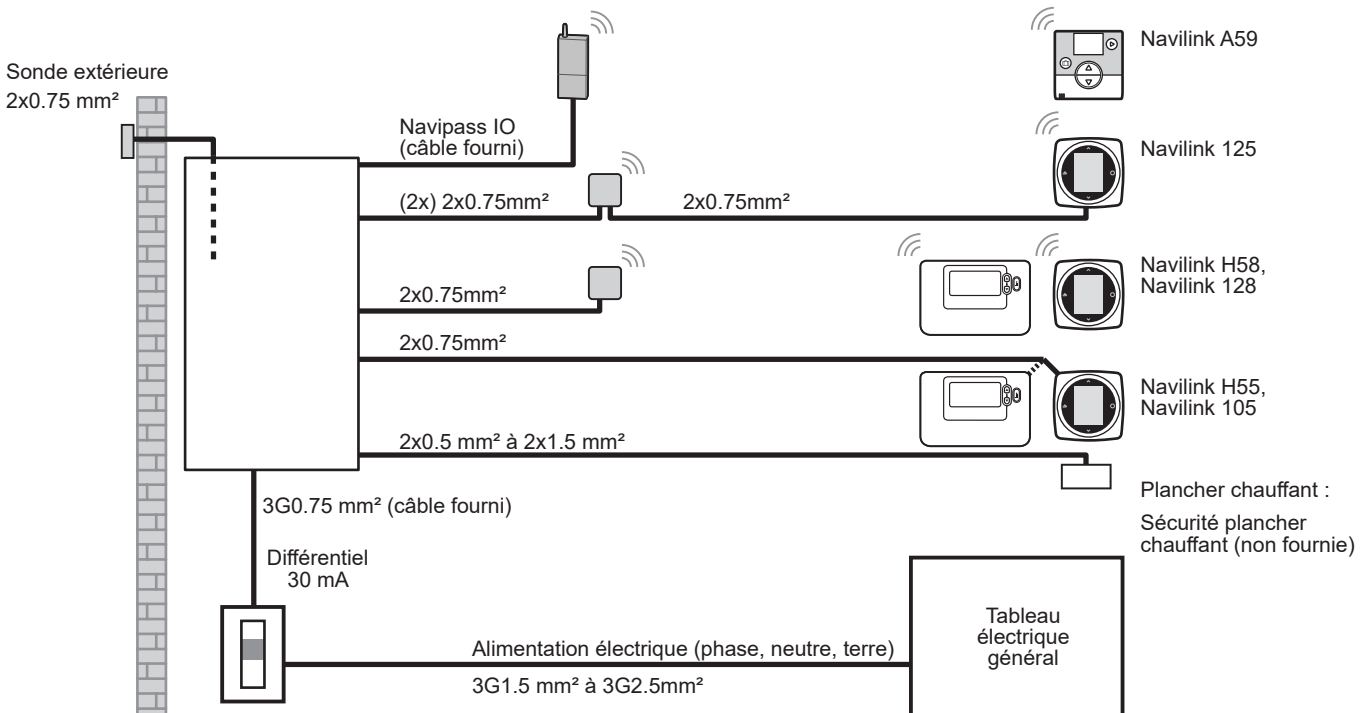 Navilink A59
Sonde extérieure
2x0.75 mm²
Navipass IO
(câble fourni)
Navilink 125
(2x) 2x0.75mm²
2x0.75mm²
Navilink H58,
Navilink 128
2x0.75mm²
2x0.75mm²
Navilink H55,
Navilink 105
2x0.5 mm² à 2x1.5 mm²
Plancher chauffant :
Sécurité plancher
chauffant (non fournie)
3G0.75 mm² (câble fourni)
Différentiel
30 mA
Tableau
électrique
général
Alimentation électrique (phase, neutre, terre)
3G1.5 mm² à 3G2.5mm²